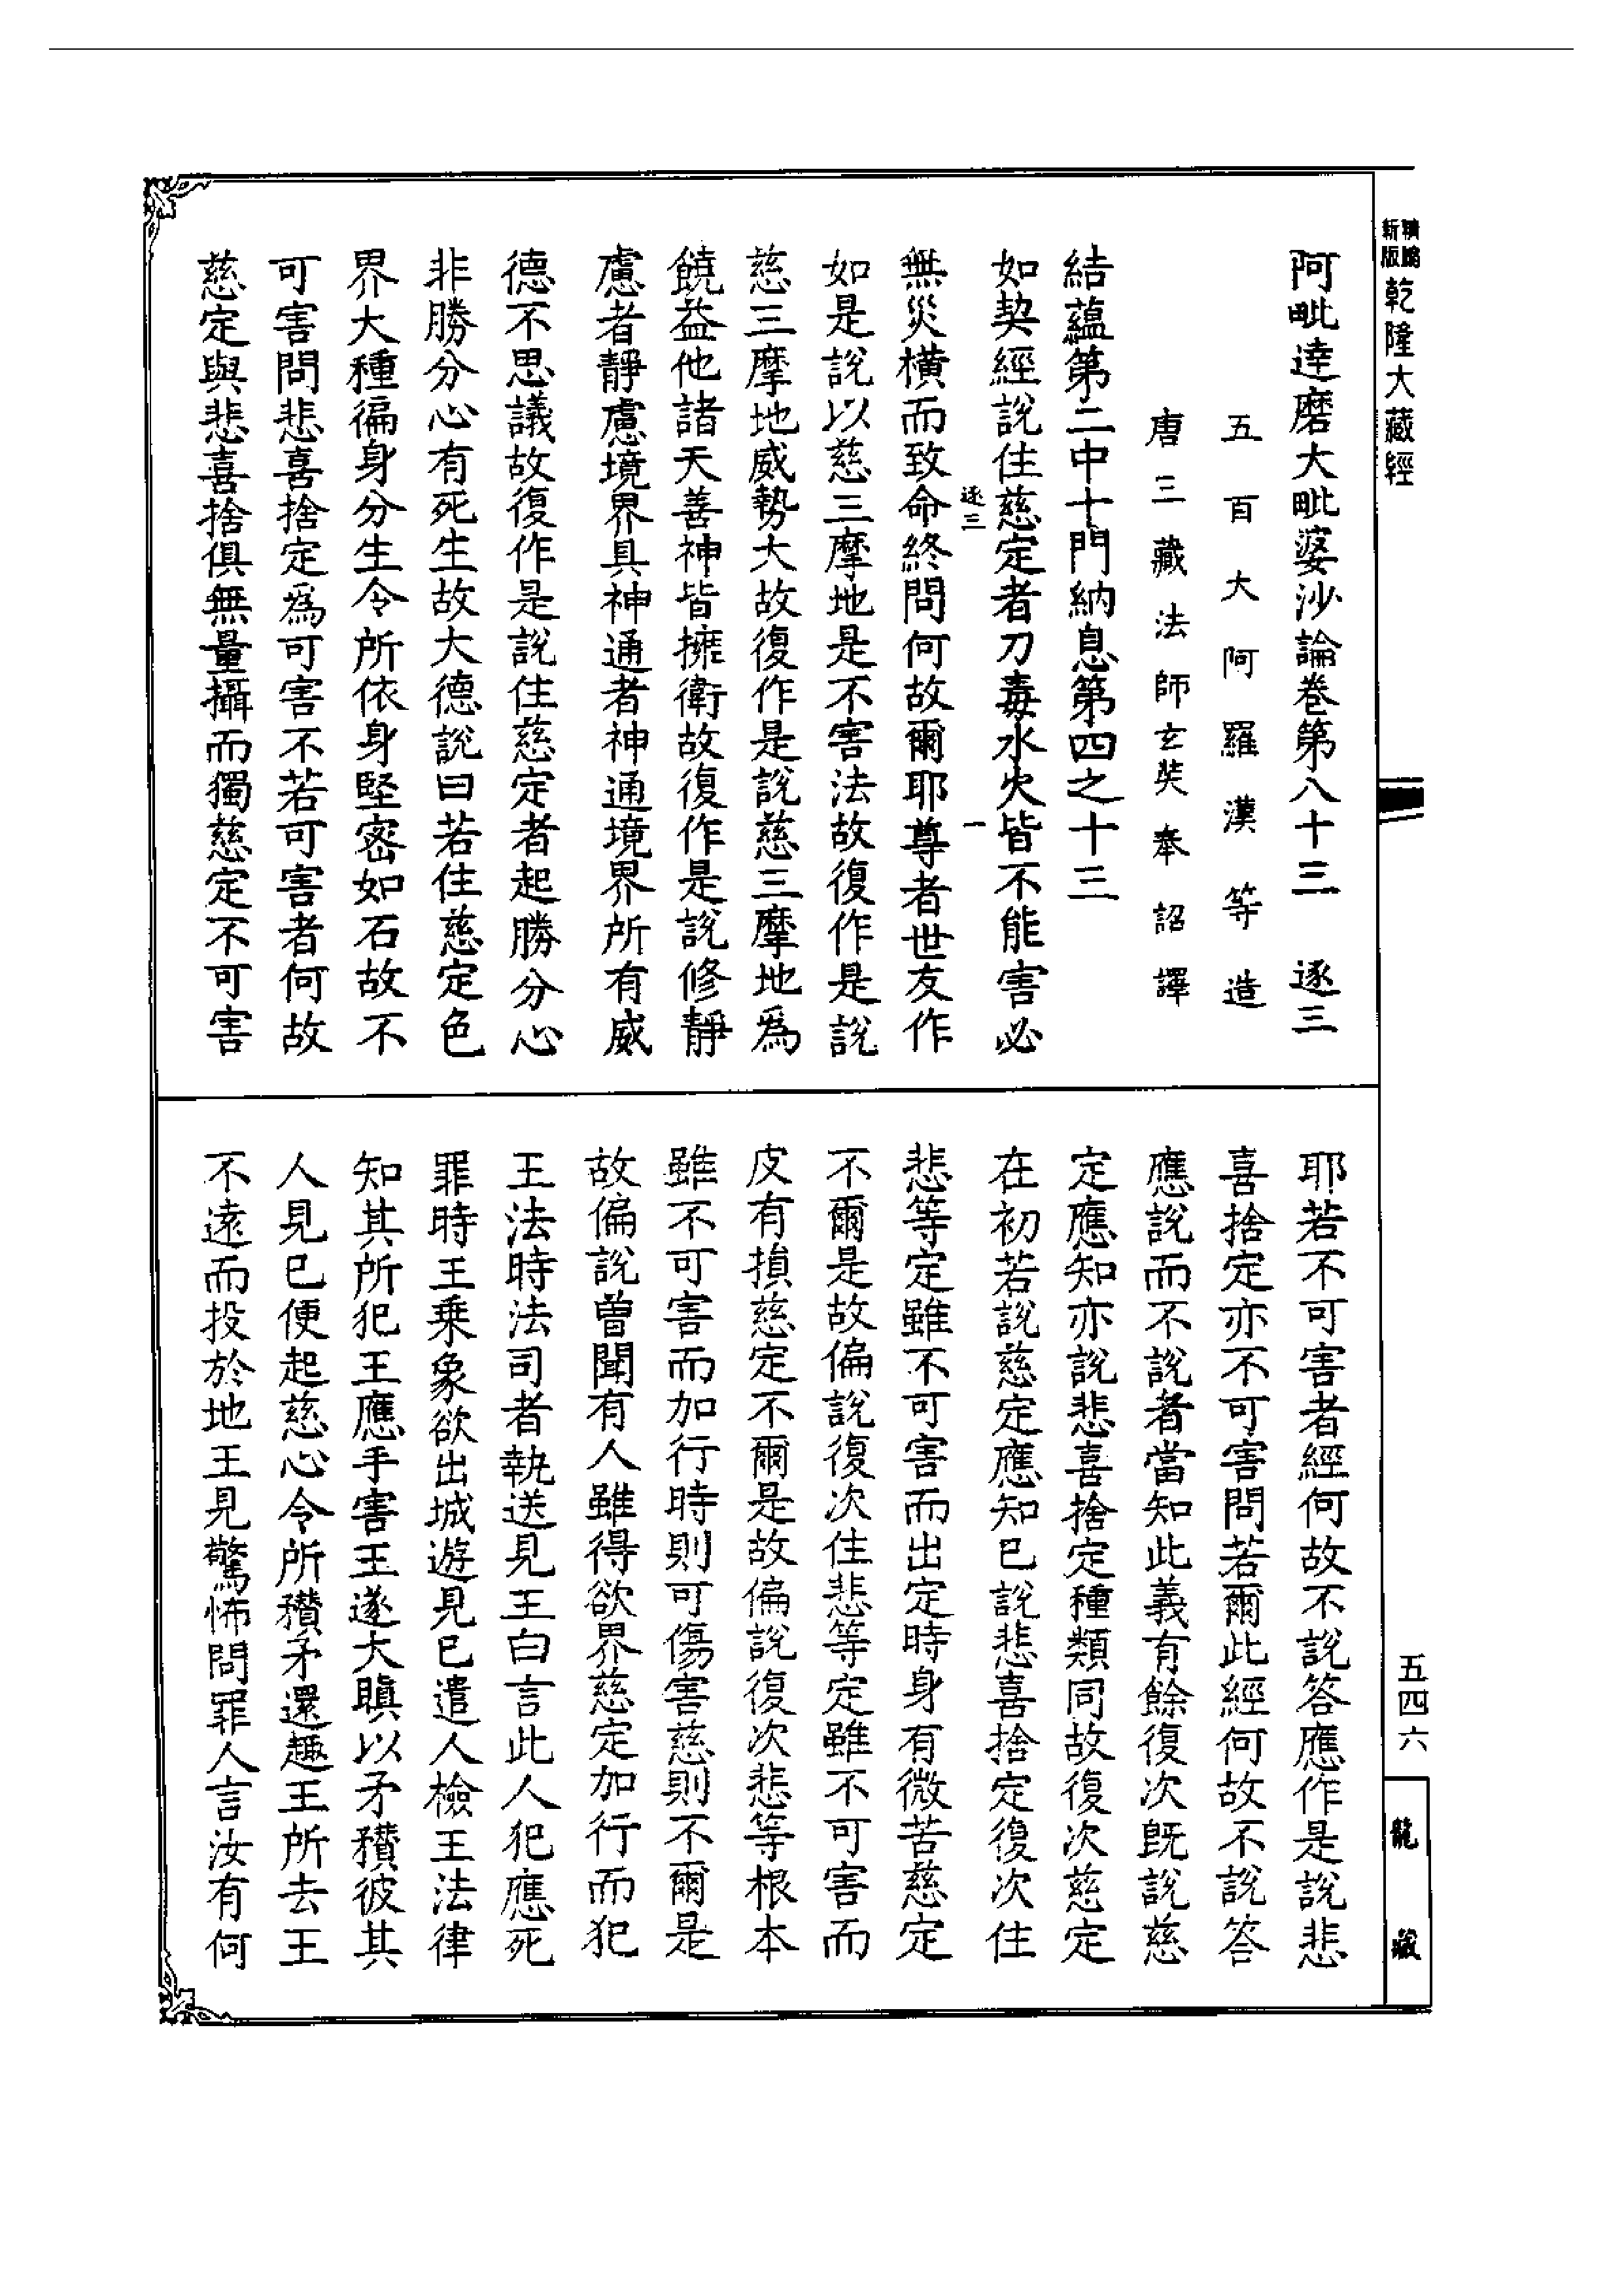 新版
乾隆大藏經
阿毗達磨大毗婆沙論卷第八十三　逐三
五百大阿羅漢等造
唐三藏法師玄奘奉詔譯
結蘊第二中十門納息第四之十三
如契經說住慈定者刀毒水火皆不能害必
逐三　一
無災橫而致命終問何故爾耶尊者世友作
如是說以慈三摩地是不害法故復作是說
慈三摩地威勢大故復作是說慈三摩地為
饒益他諸天善神皆擁衛故復作是說修靜
慮者靜慮境界具神通者神通境界所有威
德不思議故復作是說住慈定者起勝分心
非勝分心有死生故大德說曰若住慈定色
界大種徧身分生令所依身堅密如石故不
可害問悲喜捨定為可害不若可害者何故
慈定與悲喜捨俱無量攝而獨慈定不可害
耶若不可害者經何故不說答應作是說悲
喜捨定亦不可害問若爾此經何故不說答
應說而不說者當知此義有餘復次既說慈
定應知亦說悲喜捨定種類同故復次慈定
在初若說慈定應知已說悲喜捨定復次住
悲等定雖不可害而出定時身有微苦慈定
不爾是故偏說復次住悲等定雖不可害而
皮有損慈定不爾是故偏說復次悲等根本
雖不可害而加行時則可傷害慈則不爾是
故偏說曾聞有人雖得欲界慈定加行而犯
王法時法司者執送見王白言此人犯應死
罪時王乘象欲出城遊見已遣人檢王法律
知其所犯王應手害王遂大瞋以矛䂎彼其
人見已便起慈心令所䂎矛還趣王所去王
不遠而投於地王見驚怖問罪人言汝有何
五四六
龍藏